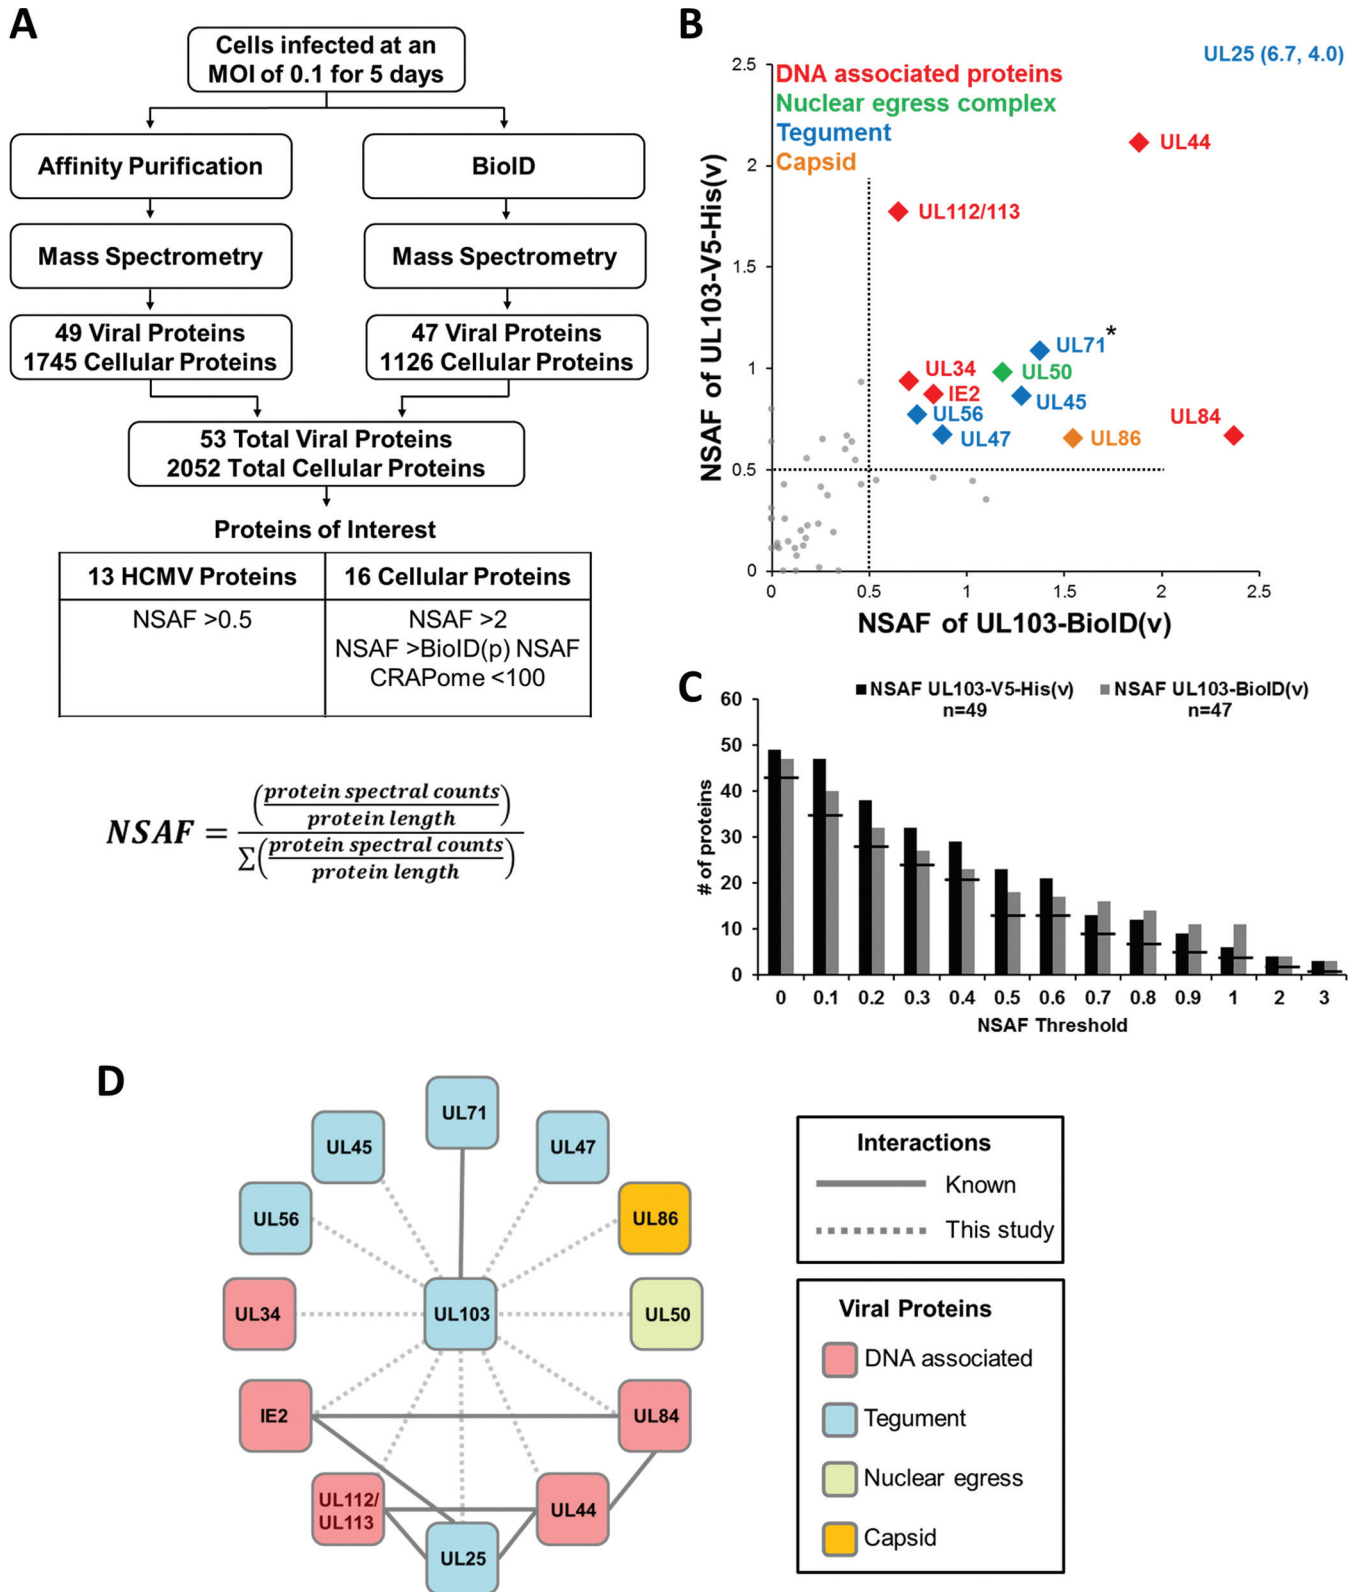 A
Cells infected at an
MOI of 0.1 for 5 days
Affinity Purification
BioID
Mass Spectrometry
Mass Spectrometry
49 Viral Proteins
1745 Cellular Proteins
47 Viral Proteins
1126 Cellular Proteins
53 Total Viral Proteins
2052 Total Cellular Proteins
Proteins of Interest
13 HCMV Proteins
16 Cellular Proteins
NSAF >0.5
NSAF >2
NSAF >BioID(p) NSAF
CRAPome <100
NSAF = (protein spectral counts / protein length) / ∑(protein spectral counts / protein length)
B
UL25 (6.7, 4.0)
DNA associated proteins
Nuclear egress complex
Tegument
Capsid
UL44
UL112/113
UL71*
UL34
UL50
IE2
UL45
UL56
UL47
UL86
UL84
NSAF of UL103-V5-His(v)
2.5
2
1.5
1
0.5
0
0 0.5 1 1.5 2 2.5
NSAF of UL103-BioID(v)
C
NSAF UL103-V5-His(v)
n=49
NSAF UL103-BioID(v)
n=47
# of proteins
60
50
40
30
20
10
0
0 0.1 0.2 0.3 0.4 0.5 0.6 0.7 0.8 0.9 1 2 3
NSAF Threshold
D
UL71
UL45
UL47
UL56
UL86
UL34
UL103
UL50
IE2
UL84
UL112/
UL113
UL44
UL25
Interactions
Known
This study
Viral Proteins
DNA associated
Tegument
Nuclear egress
Capsid